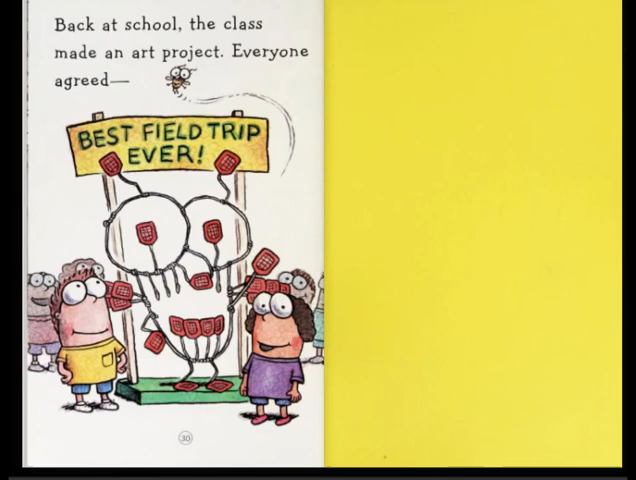 Back at school, the class
made an art project. Everyone
agreed—
BEST FIELD TRIP
EVER!
30